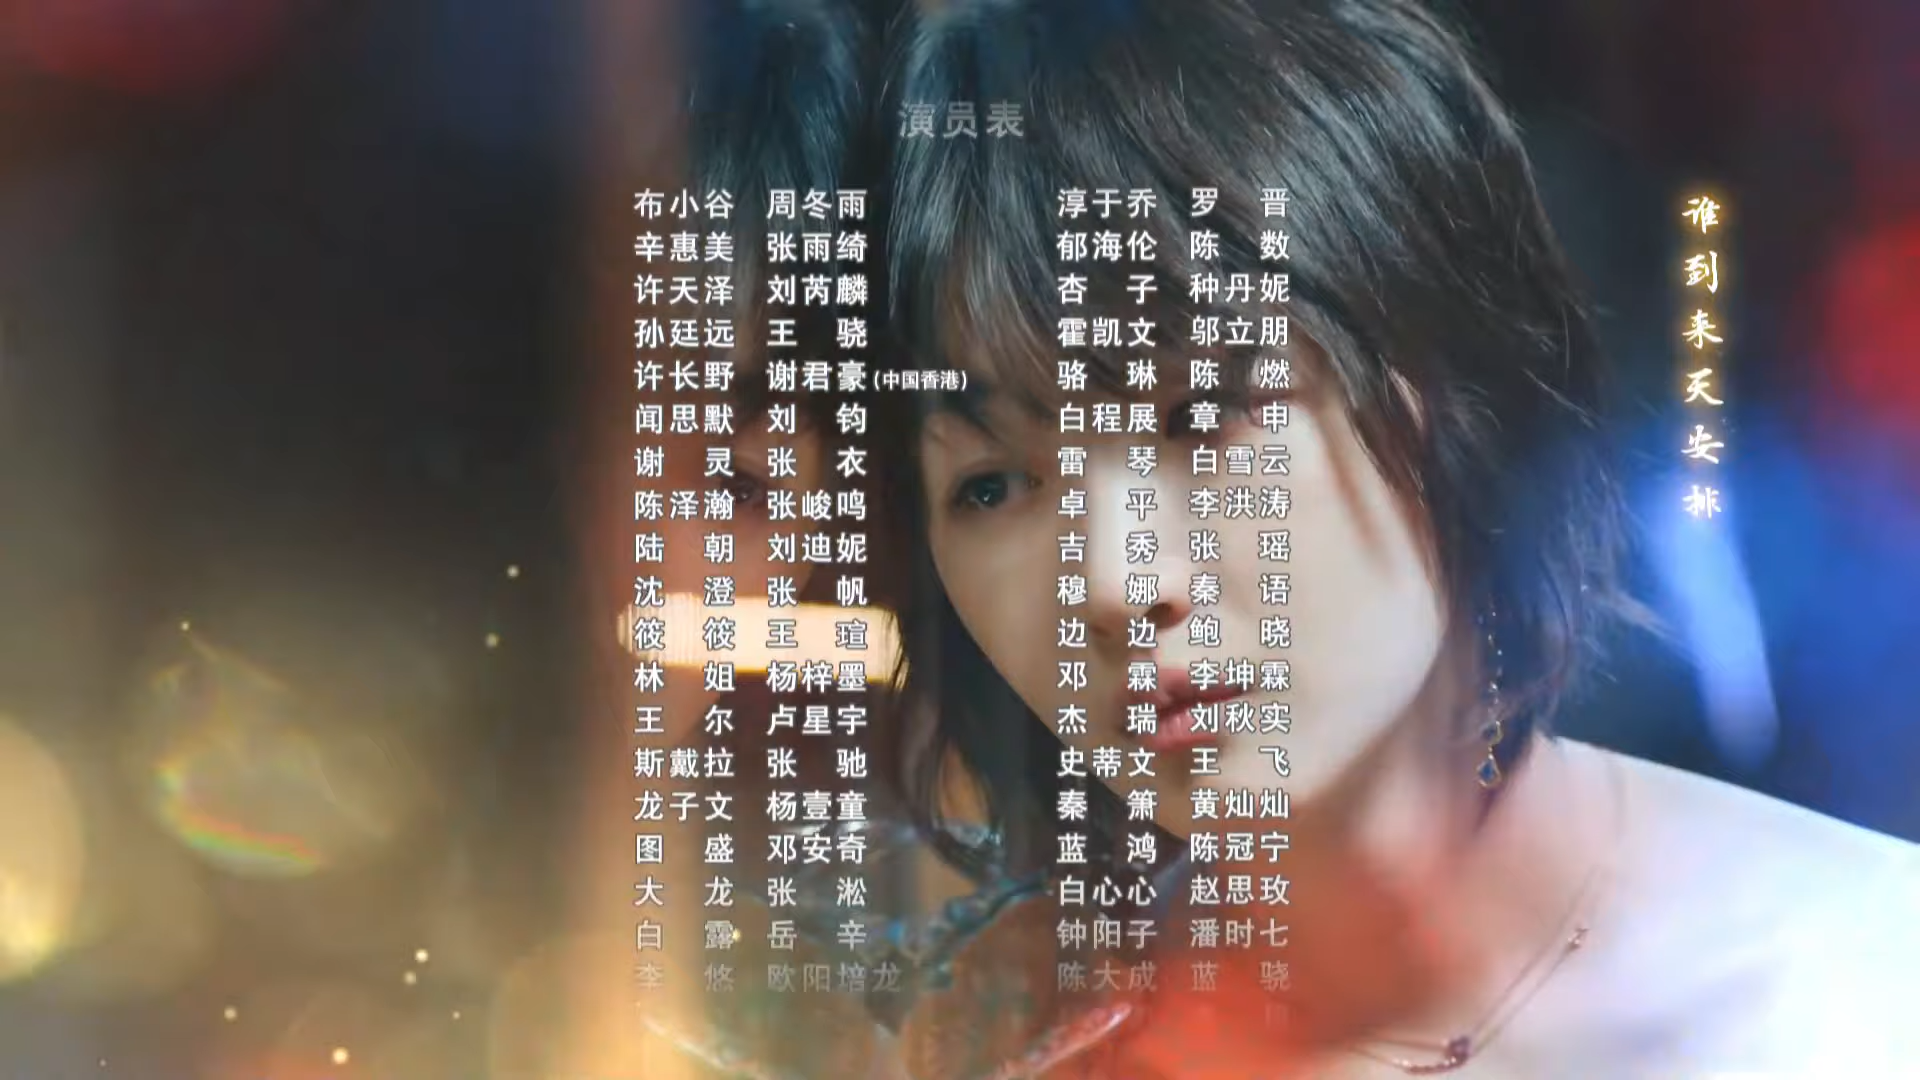 演员表
布小谷 周冬雨 淳于乔 罗晋
辛惠美 张雨绮 郁海伦 陈数
许天泽 刘芮麟 杏子 种丹妮
孙廷远 王骁 霍凯文 邬立朋
许长野 谢君豪(中国香港) 骆琳 陈燃
闻思默 刘钧 白程展 章申
谢灵 张衣 雷琴 白雪云
陈泽瀚 张峻鸣 卓平 李洪涛
陆朝 刘迪妮 吉秀 张瑶
沈澄 张帆 穆娜 秦语
筱筱 王瑄 边边 鲍晓
林姐 杨梓墨 邓霖 李坤霖
王尔 卢星宇 杰瑞 刘秋实
斯戴拉 张驰 史蒂文 王飞
龙子文 杨壹童 秦箫 黄灿灿
图盛 邓安奇 蓝鸿 陈冠宁
大龙 张淞 白心心 赵思玫
白露 岳辛 钟阳子 潘时七
李悠 欧阳培龙 陈大成 蓝骁
谁到来天安排